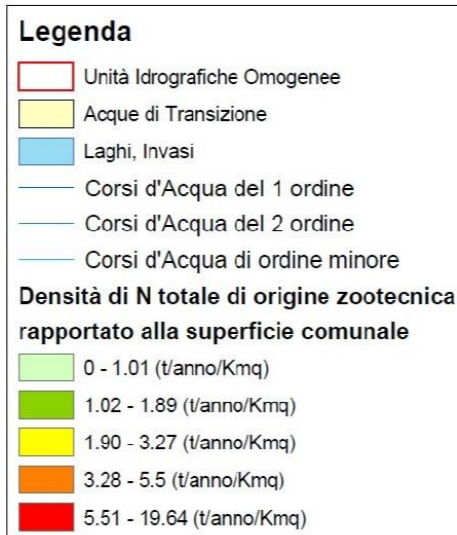 Legenda
Unità Idrografiche Omogenee
Acque di Transizione
Laghi, Invasi
Corsi d'Acqua del 1 ordine
Corsi d'Acqua del 2 ordine
Corsi d'Acqua di ordine minore
Densità di N totale di origine zootecnica
rapportato alla superficie comunale
0 - 1.01 (t/anno/Kmq)
1.02 - 1.89 (t/anno/Kmq)
1.90 - 3.27 (t/anno/Kmq)
3.28 - 5.5 (t/anno/Kmq)
5.51 - 19.64 (t/anno/Kmq)